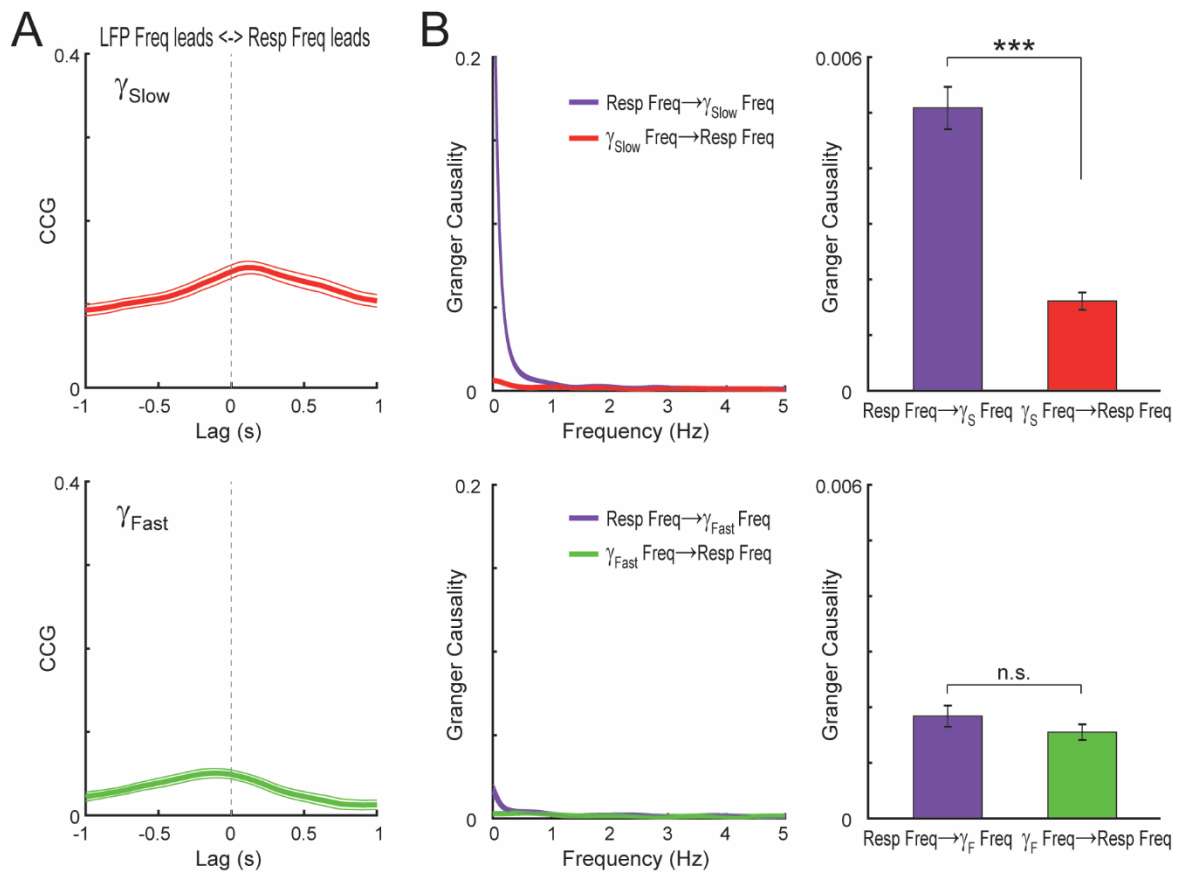 A
LFP Freq leads <-> Resp Freq leads
0.4
γSlow
CCG
0
-1 -0.5 0 0.5 1
Lag (s)
B
0.2
Resp Freq→γSlow Freq
γSlow Freq→Resp Freq
Granger Causality
0
0 1 2 3 4 5
Frequency (Hz)
0.006
***
Granger Causality
0
Resp Freq→γS Freq γS Freq→Resp Freq
0.4
γFast
CCG
0
-1 -0.5 0 0.5 1
Lag (s)
0.2
Resp Freq→γFast Freq
γFast Freq→Resp Freq
Granger Causality
0
0 1 2 3 4 5
Frequency (Hz)
0.006
n.s.
Granger Causality
0
Resp Freq→γF Freq γF Freq→Resp Freq